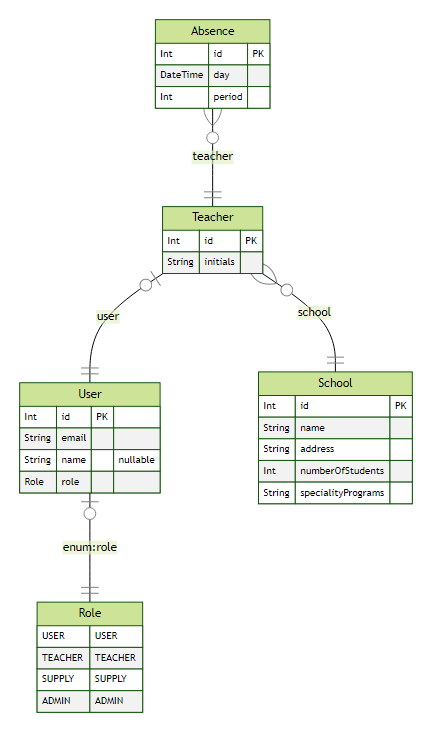 Absence
Int id PK
DateTime day
Int period
teacher
Teacher
Int id PK
String initials
user
school
User
Int id PK
String email
String name nullable
Role role
School
Int id PK
String name
String address
Int numberOfStudents
String specialityPrograms
enum:role
Role
USER USER
TEACHER TEACHER
SUPPLY SUPPLY
ADMIN ADMIN